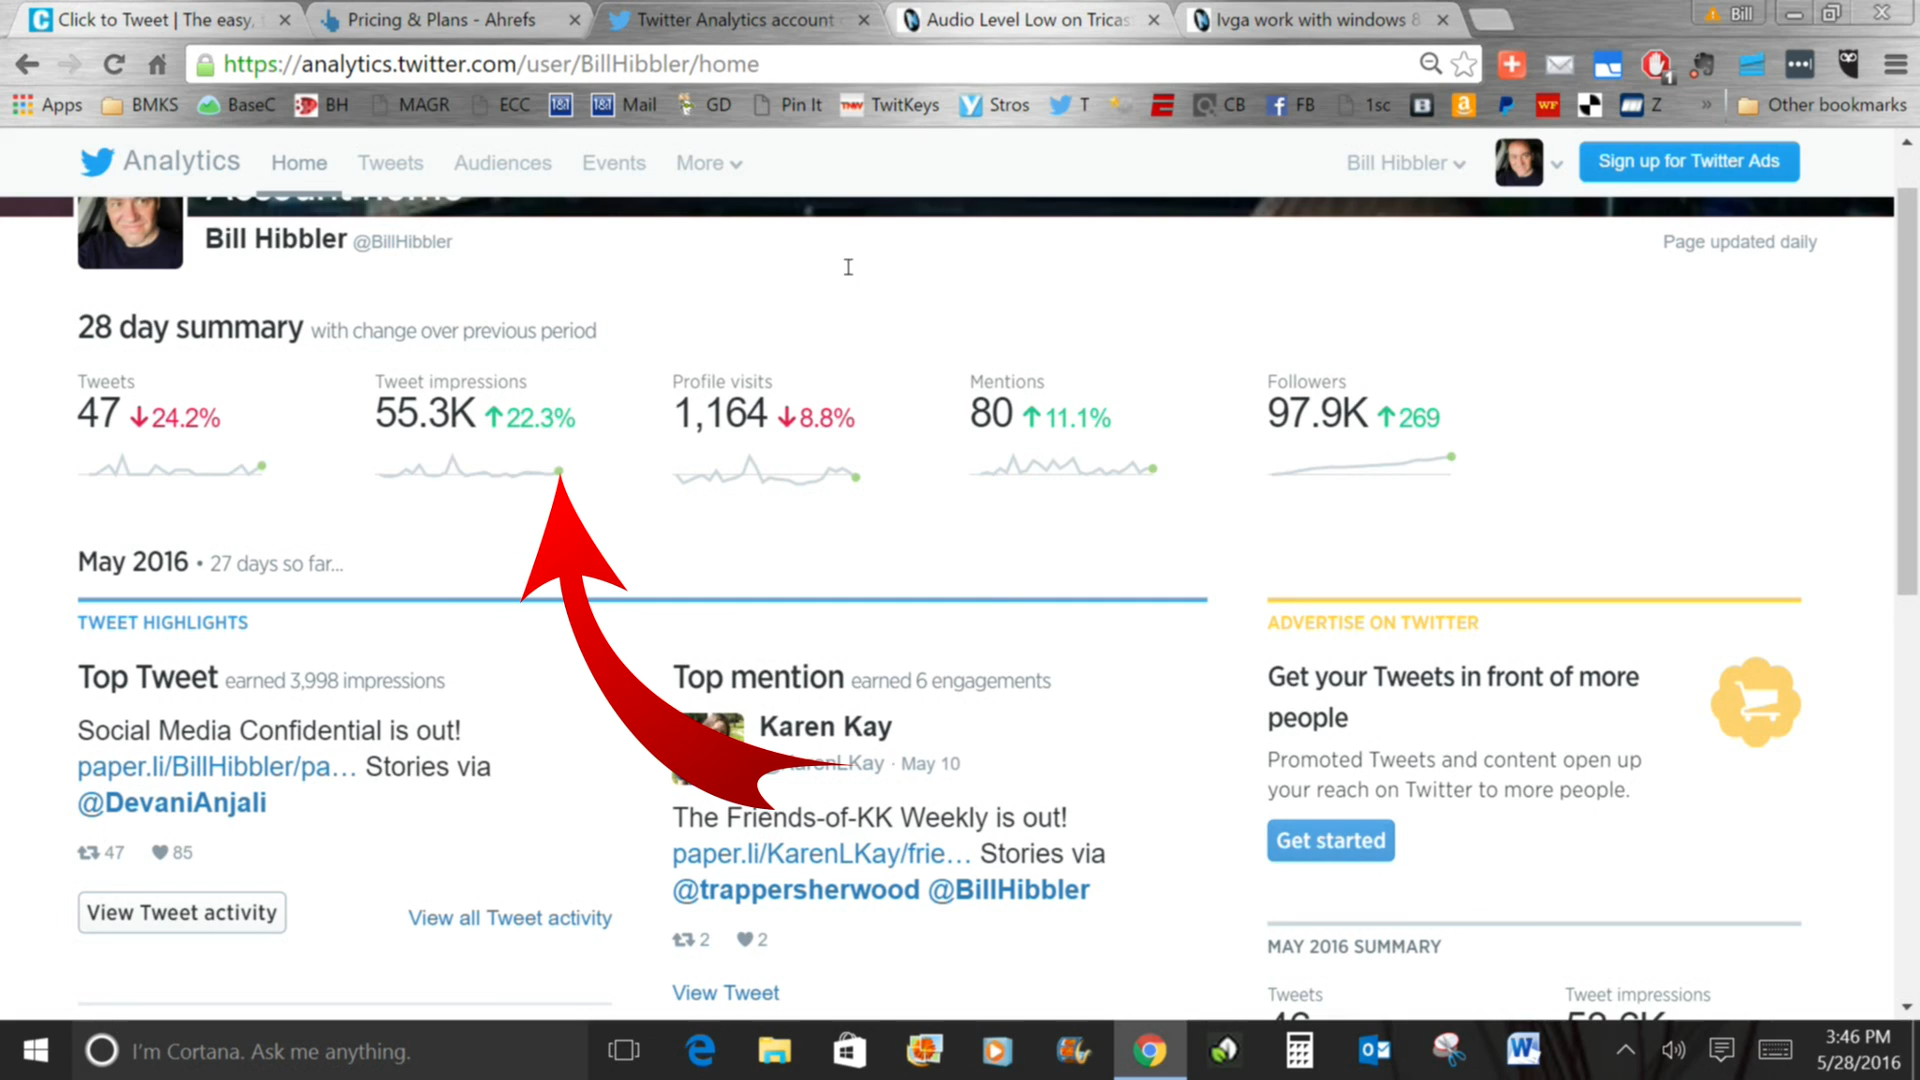 Click to Tweet | The easy,
Pricing & Plans - Ahrefs
Twitter Analytics account
Audio Level Low on Tricas
lvga work with windows 8
Bill
https://analytics.twitter.com/user/BillHibbler/home
1
Apps
BMKS
BaseC
BH
MAGR
ECC
1&1
1&1 Mail
GD
Pin It
TwitKeys
Stros
T
CB
FB
1sc
WF
Z
»
Other bookmarks
Analytics
Home
Tweets
Audiences
Events
More
Bill Hibbler
Sign up for Twitter Ads
Bill Hibbler @BillHibbler
Page updated daily
28 day summary with change over previous period
Tweets
47 ↓24.2%
Tweet impressions
55.3K ↑22.3%
Profile visits
1,164 ↓8.8%
Mentions
80 ↑11.1%
Followers
97.9K ↑269
May 2016 • 27 days so far...
TWEET HIGHLIGHTS
Top Tweet earned 3,998 impressions
Social Media Confidential is out!
paper.li/BillHibbler/pa… Stories via
@DevaniAnjali
47 85
View Tweet activity
View all Tweet activity
Top mention earned 6 engagements
Karen Kay
@KarenLKay · May 10
The Friends-of-KK Weekly is out!
paper.li/KarenLKay/frie… Stories via
@trappersherwood @BillHibbler
2 2
View Tweet
ADVERTISE ON TWITTER
Get your Tweets in front of more
people
Promoted Tweets and content open up
your reach on Twitter to more people.
Get started
MAY 2016 SUMMARY
Tweets
Tweet impressions
I'm Cortana. Ask me anything.
3:46 PM
5/28/2016